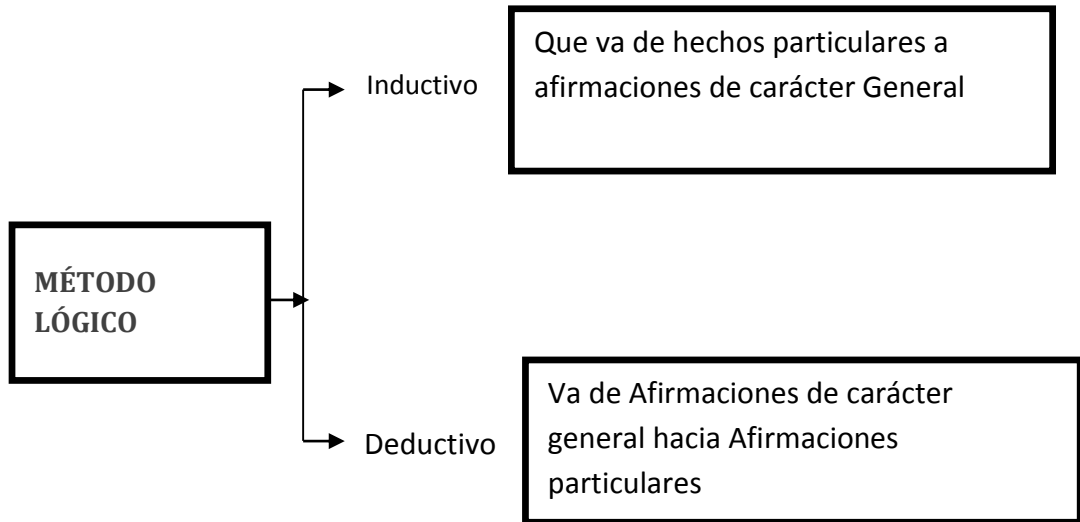 Inductivo
Que va de hechos particulares a
afirmaciones de carácter General
MÉTODO
LÓGICO
Deductivo
Va de Afirmaciones de carácter
general hacia Afirmaciones
particulares